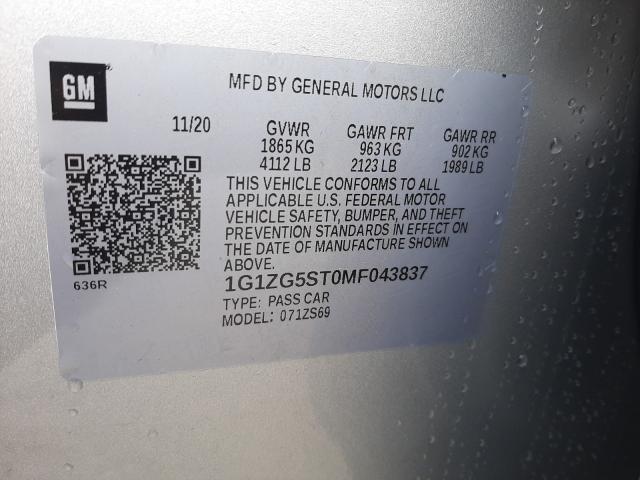 GM
MFD BY GENERAL MOTORS LLC
11/20 GVWR GAWR FRT GAWR RR
1865 KG 963 KG 902 KG
4112 LB 2123 LB 1989 LB
THIS VEHICLE CONFORMS TO ALL
APPLICABLE U.S. FEDERAL MOTOR
VEHICLE SAFETY, BUMPER, AND THEFT
PREVENTION STANDARDS IN EFFECT ON
THE DATE OF MANUFACTURE SHOWN
ABOVE.
636R
1G1ZG5ST0MF043837
TYPE: PASS CAR
MODEL: 071ZS69